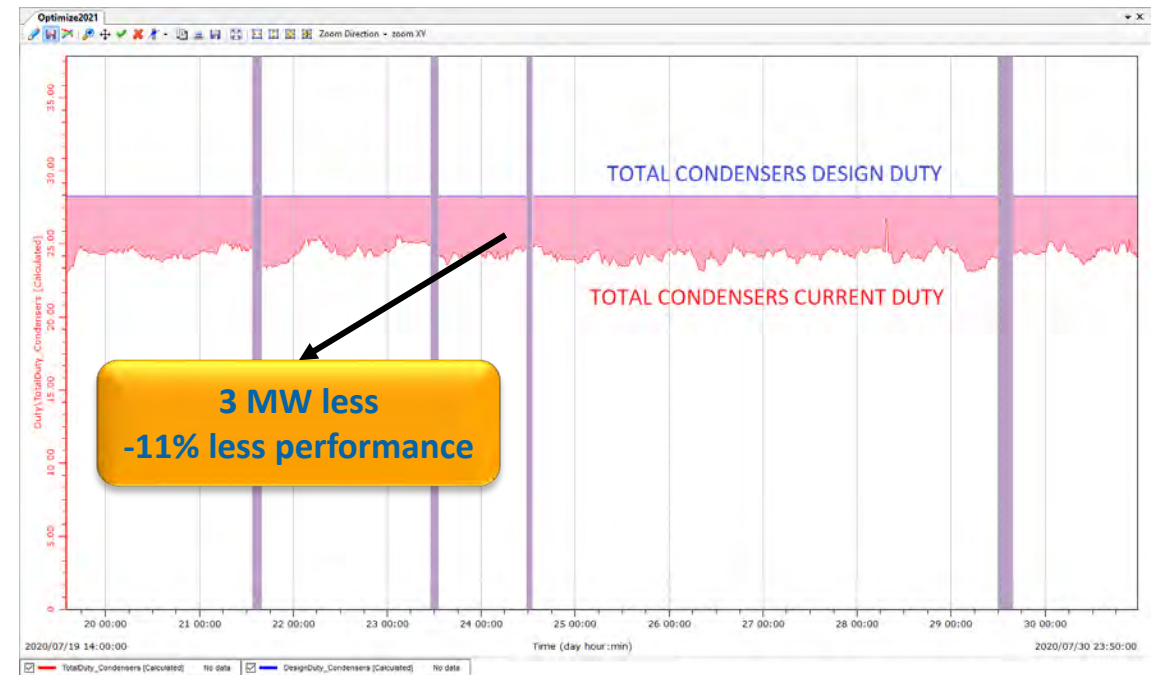 Optimize2021
Zoom Direction - zoom XY
35.00
30.00
25.00
20.00
15.00
10.00
5.00
0
Duty\TotalDuty_Condensers [Calculated]
TOTAL CONDENSERS DESIGN DUTY
TOTAL CONDENSERS CURRENT DUTY
3 MW less
-11% less performance
20 00:00 21 00:00 22 00:00 23 00:00 24 00:00 25 00:00 26 00:00 27 00:00 28 00:00 29 00:00 30 00:00
2020/07/19 14:00:00 Time (day hour:min) 2020/07/30 23:50:00
TotalDuty_Condensers [Calculated] No data DesignDuty_Condensers [Calculated] No data